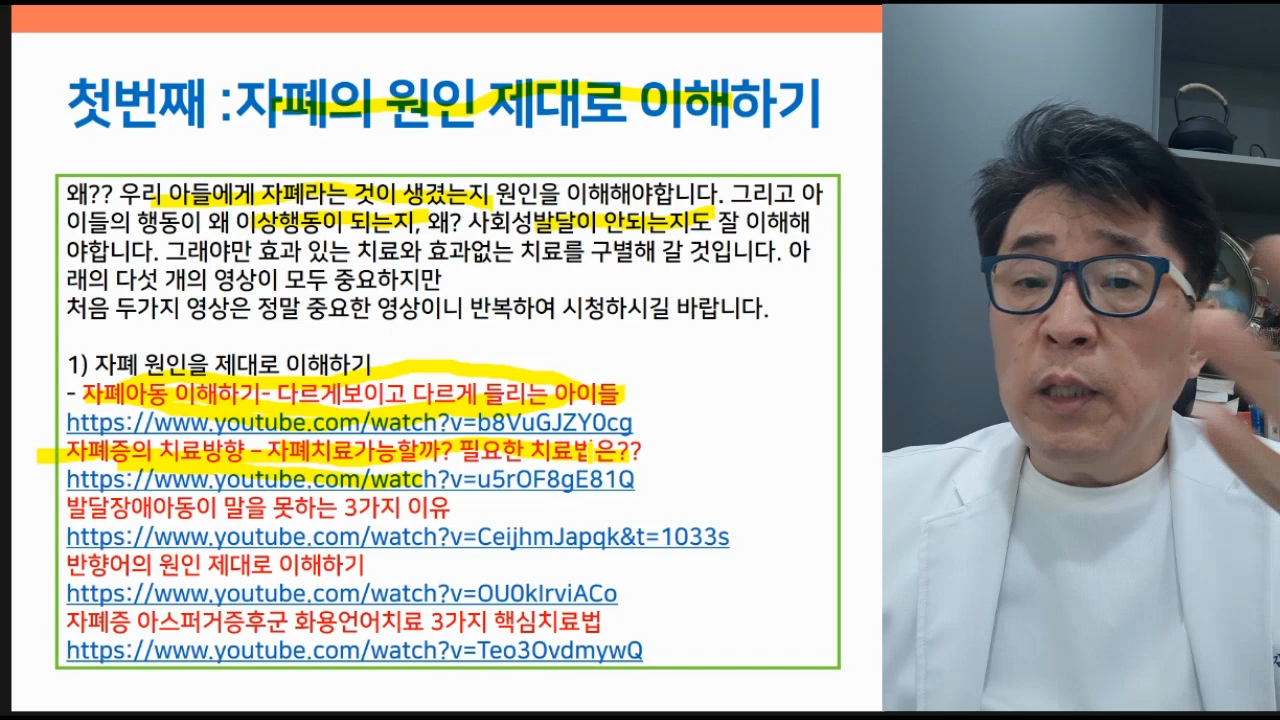 첫번째 :자폐의 원인 제대로 이해하기
왜?? 우리 아들에게 자폐라는 것이 생겼는지 원인을 이해해야합니다. 그리고 아
이들의 행동이 왜 이상행동이 되는지, 왜? 사회성발달이 안되는지도 잘 이해해
야합니다. 그래야만 효과 있는 치료와 효과없는 치료를 구별해 갈 것입니다. 아
래의 다섯 개의 영상이 모두 중요하지만
처음 두가지 영상은 정말 중요한 영상이니 반복하여 시청하시길 바랍니다.
1) 자폐 원인을 제대로 이해하기
- 자폐아동 이해하기- 다르게보이고 다르게 들리는 아이들
https://www.youtube.com/watch?v=b8VuGJZY0cg
자폐증의 치료방향 – 자폐치료가능할까? 필요한 치료법은??
https://www.youtube.com/watch?v=u5rOF8gE81Q
발달장애아동이 말을 못하는 3가지 이유
https://www.youtube.com/watch?v=CeijhmJapqk&t=1033s
반향어의 원인 제대로 이해하기
https://www.youtube.com/watch?v=OU0kIrviACo
자폐증 아스퍼거증후군 화용언어치료 3가지 핵심치료법
https://www.youtube.com/watch?v=Teo3OvdmywQ